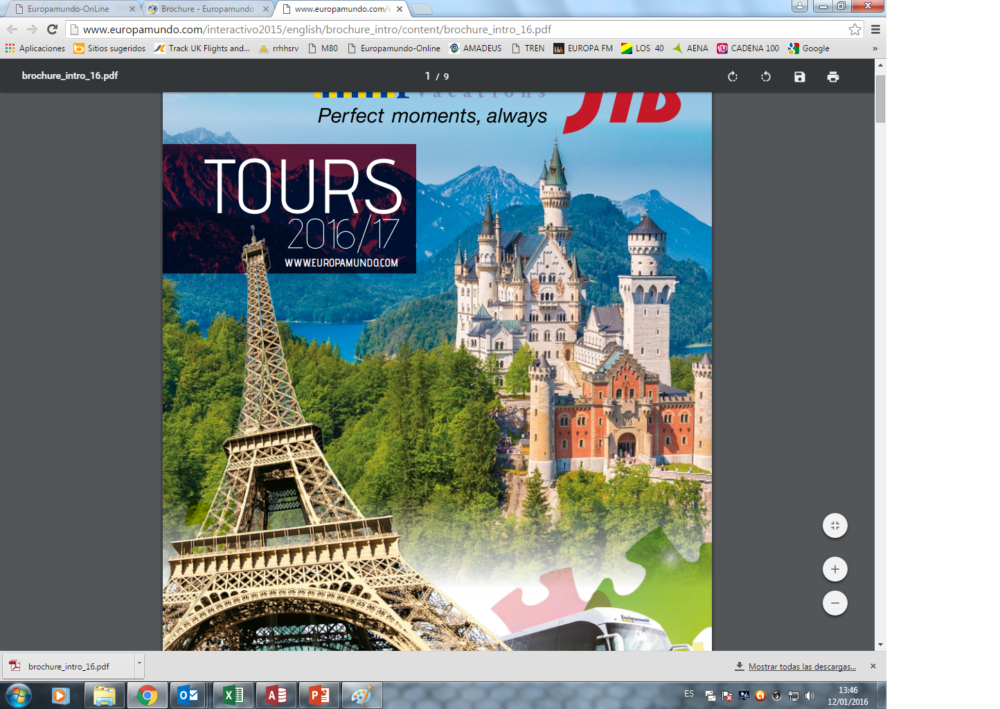 Europamundo-OnLine
Brochure - Europamundo
www.europamundo.com/i
www.europamundo.com/interactivo2015/english/brochure_intro/content/brochure_intro_16.pdf
Aplicaciones
Sitios sugeridos
Track UK Flights and...
rrhhsrv
M80
Europamundo-Online
AMADEUS
TREN
EUROPA FM
LOS 40
AENA
CADENA 100
Google
»
brochure_intro_16.pdf
1 / 9
vacations
JTB
Perfect moments, always
TOURS
2016/17
WWW.EUROPAMUNDO.COM
Europamundo
brochure_intro_16.pdf
Mostrar todas las descargas...
ES
13:46
12/01/2016